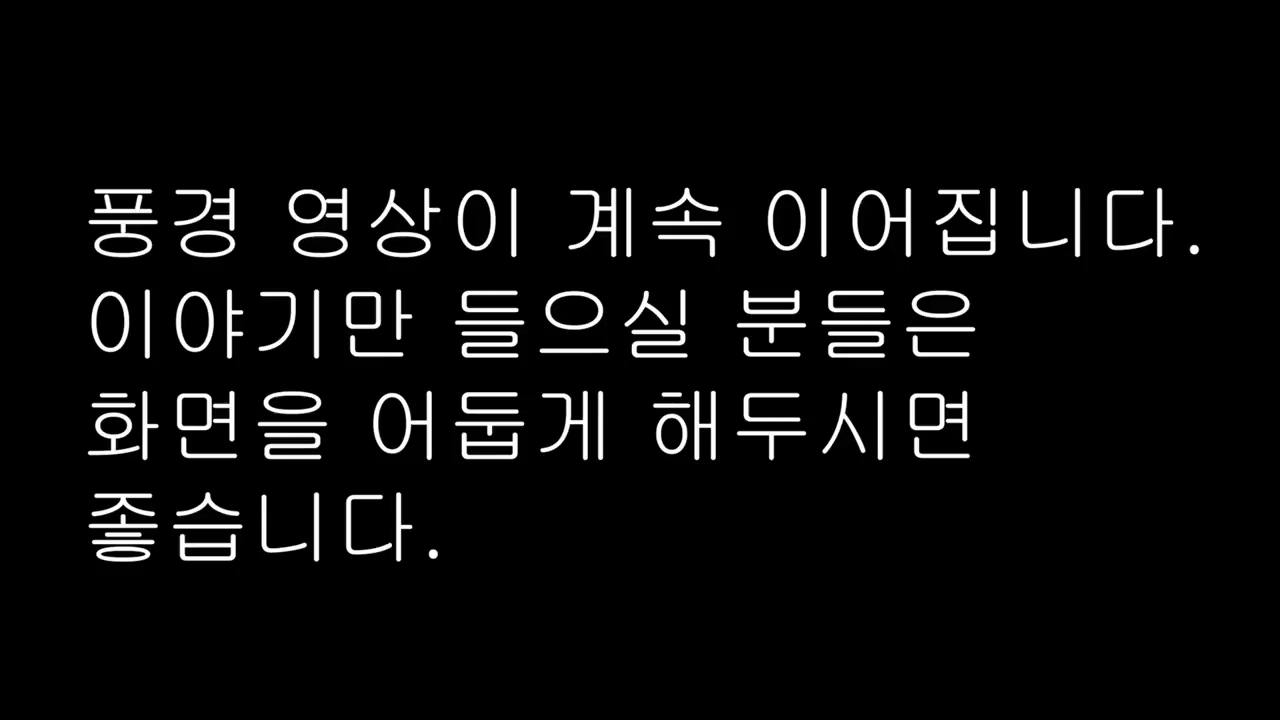 풍경 영상이 계속 이어집니다.
이야기만 들으실 분들은
화면을 어둡게 해두시면
좋습니다.